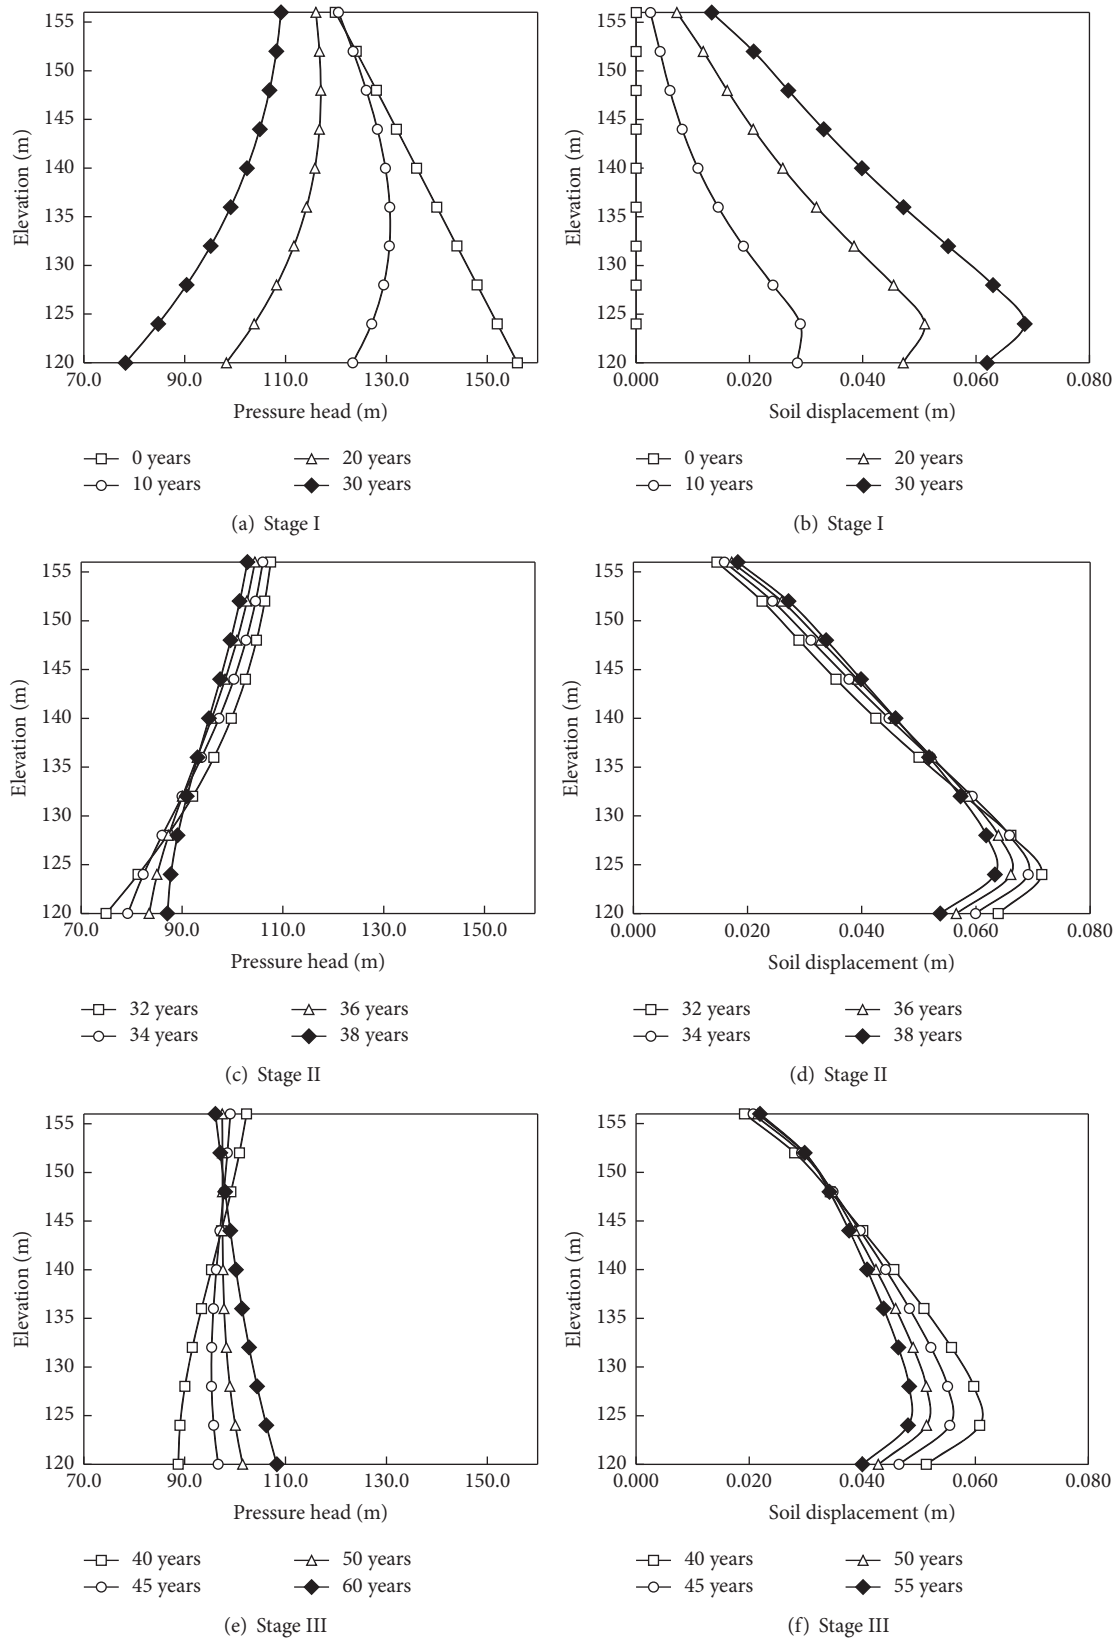 155
150
145
140
135
130
125
120
Elevation (m)
70.0 90.0 110.0 130.0 150.0
Pressure head (m)
0 years 20 years
10 years 30 years
(a) Stage I
155
150
145
140
135
130
125
120
Elevation (m)
0.000 0.020 0.040 0.060 0.080
Soil displacement (m)
0 years 20 years
10 years 30 years
(b) Stage I
155
150
145
140
135
130
125
120
Elevation (m)
70.0 90.0 110.0 130.0 150.0
Pressure head (m)
32 years 36 years
34 years 38 years
(c) Stage II
155
150
145
140
135
130
125
120
Elevation (m)
0.000 0.020 0.040 0.060 0.080
Soil displacement (m)
32 years 36 years
34 years 38 years
(d) Stage II
155
150
145
140
135
130
125
120
Elevation (m)
70.0 90.0 110.0 130.0 150.0
Pressure head (m)
40 years 50 years
45 years 60 years
(e) Stage III
155
150
145
140
135
130
125
120
Elevation (m)
0.000 0.020 0.040 0.060 0.080
Soil displacement (m)
40 years 50 years
45 years 55 years
(f) Stage III